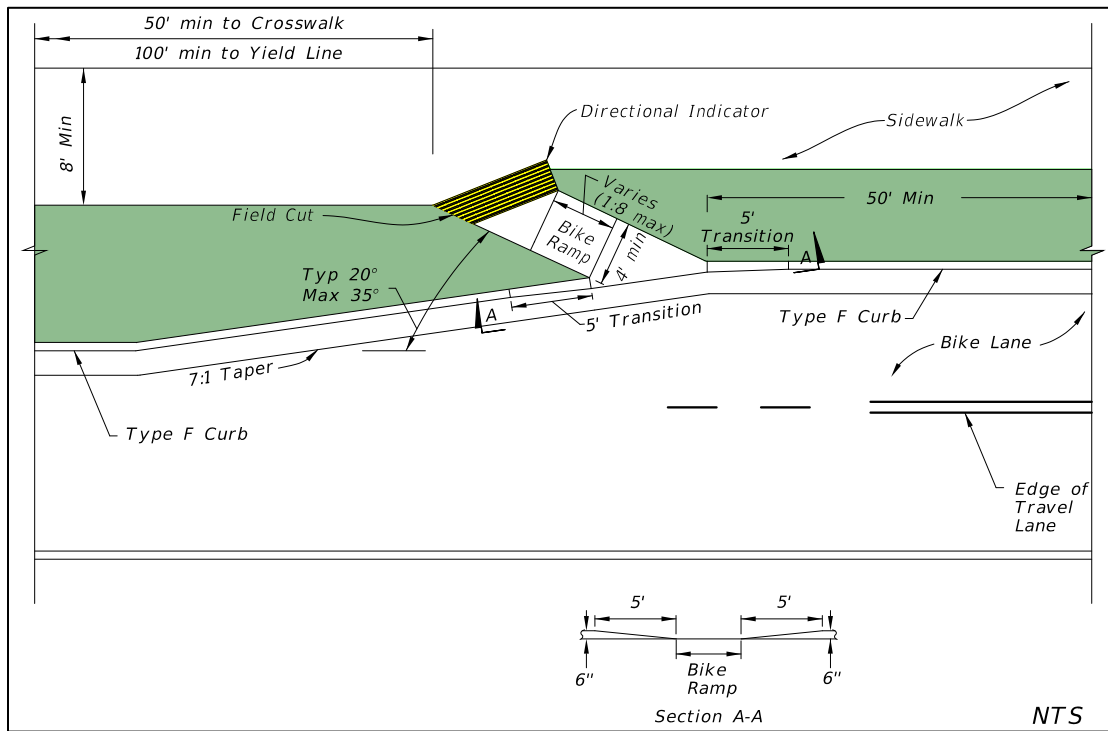 50' min to Crosswalk
100' min to Yield Line
8' Min
Directional Indicator
Sidewalk
Field Cut
Varies
(1:8 max)
50' Min
5'
Transition
Bike
Ramp
4' min
A
Typ 20°
Max 35°
A
5' Transition
Type F Curb
Bike Lane
7:1 Taper
Type F Curb
Edge of
Travel
Lane
5'
5'
6"
Bike
Ramp
6"
Section A-A
NTS